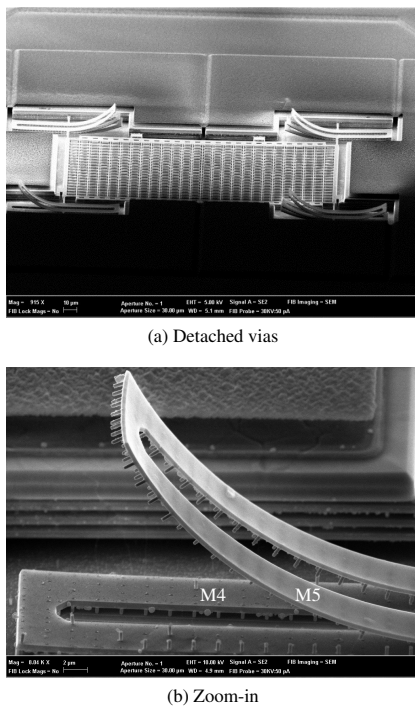 Mag = 915 X 10 µm Aperture No. = 1 EHT = 5.00 kV Signal A = SE2 FIB Imaging = SEM
FIB Lock Mags = No Aperture Size = 30.00 µm WD = 5.1 mm FIB Probe = 30KV:50 pA
(a) Detached vias
M4 M5
Mag = 8.04 K X 2 µm Aperture No. = 1 EHT = 10.00 kV Signal A = SE2 FIB Imaging = SEM
FIB Lock Mags = No Aperture Size = 30.00 µm WD = 4.9 mm FIB Probe = 30KV:50 pA
(b) Zoom-in